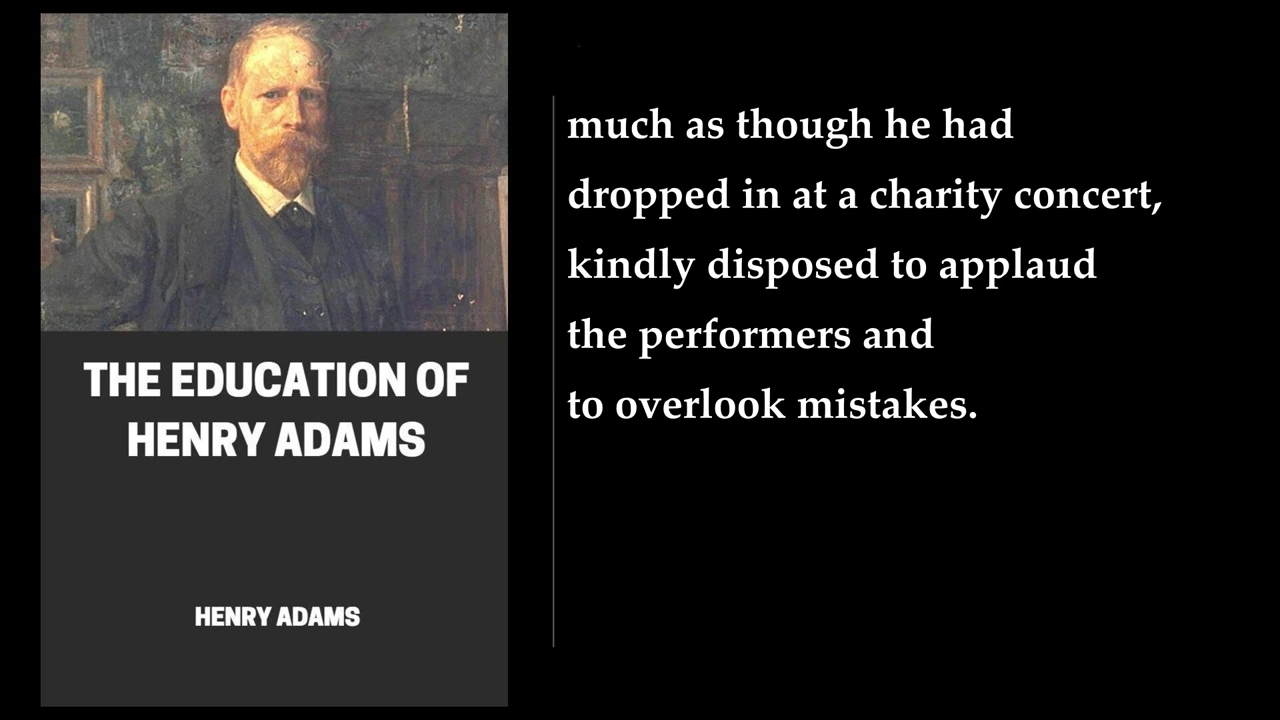 THE EDUCATION OF
HENRY ADAMS
HENRY ADAMS
much as though he had
dropped in at a charity concert,
kindly disposed to applaud
the performers and
to overlook mistakes.